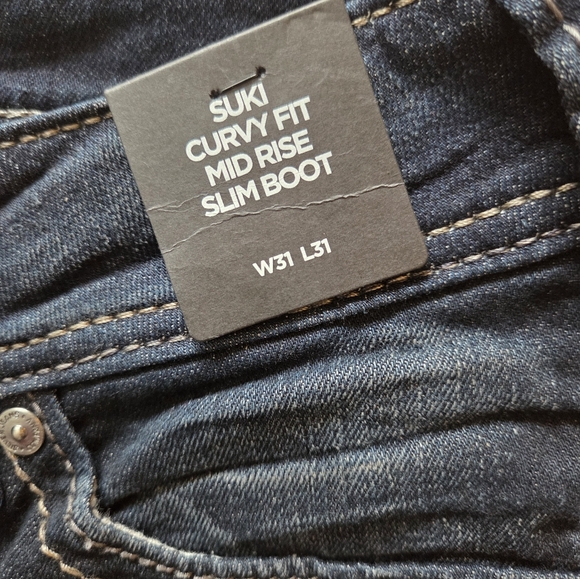 SUKI
CURVY FIT
MID RISE
SLIM BOOT
W31 L31